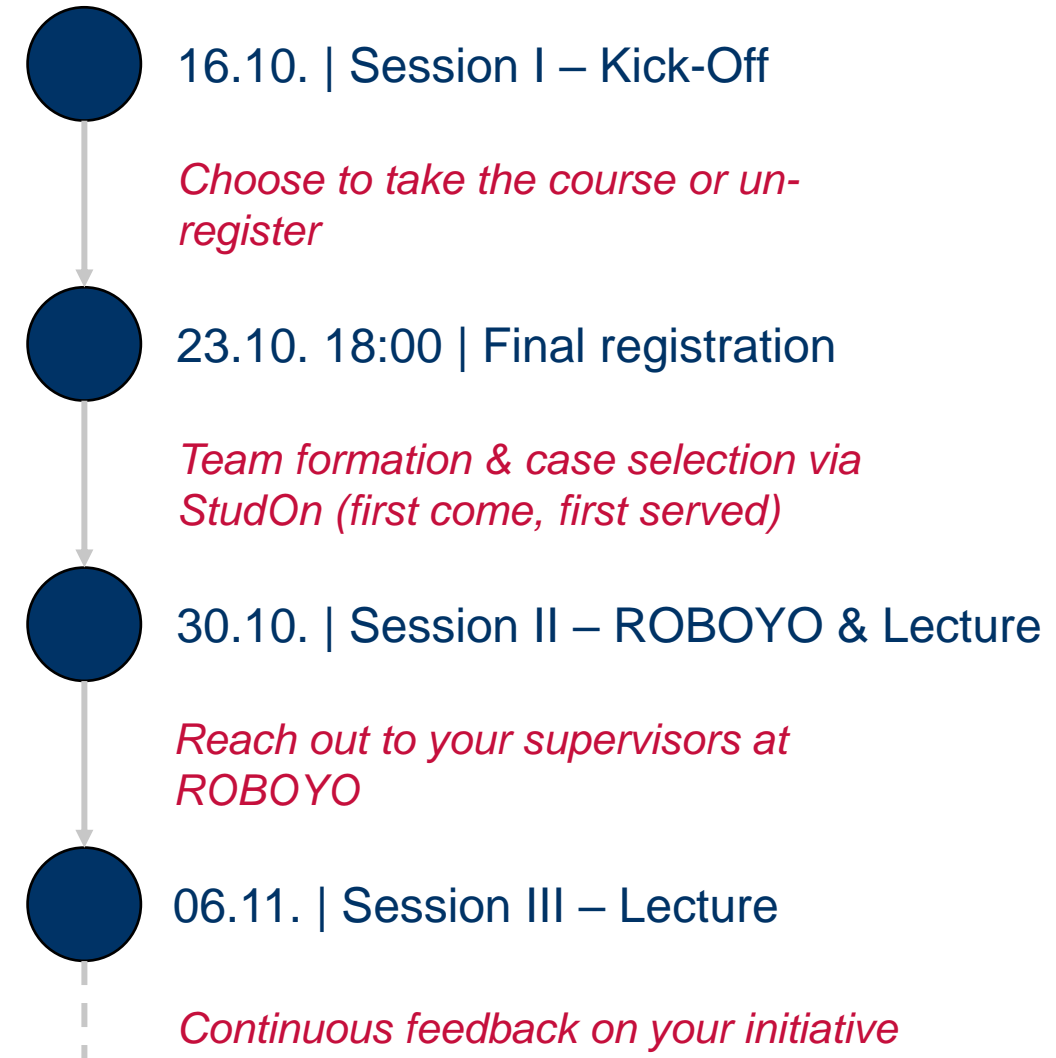 16.10. | Session I – Kick-Off
Choose to take the course or un-
register
23.10. 18:00 | Final registration
Team formation & case selection via
StudOn (first come, first served)
30.10. | Session II – ROBOYO & Lecture
Reach out to your supervisors at
ROBOYO
06.11. | Session III – Lecture
Continuous feedback on your initiative